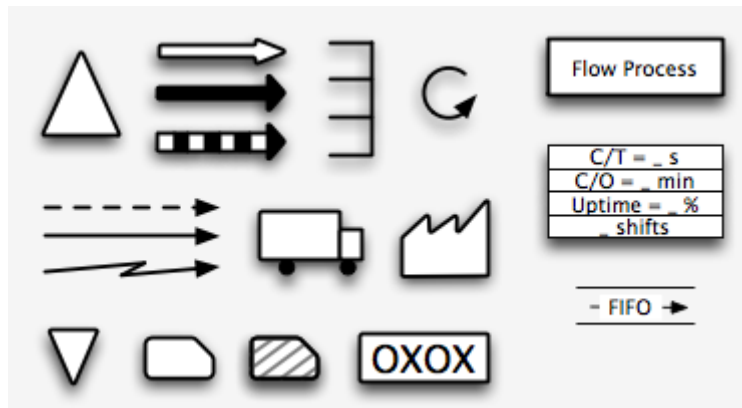 Flow Process
C/T = _ s
C/O = _ min
Uptime = _ %
_ shifts
- FIFO
OXOX